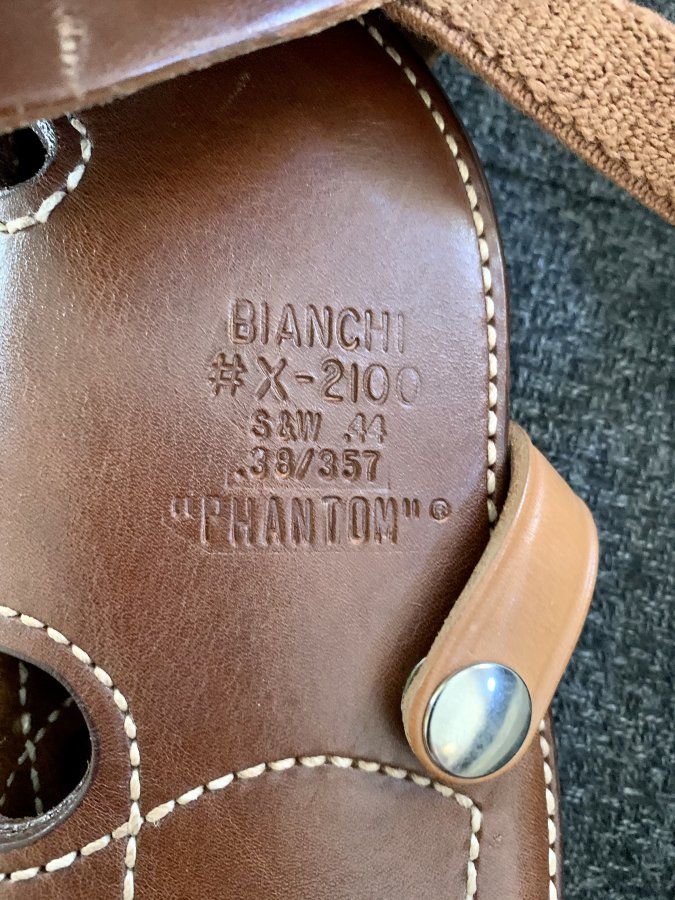 BIANCHI
#X-2100
S&W .44
.38/357
"PHANTOM"®